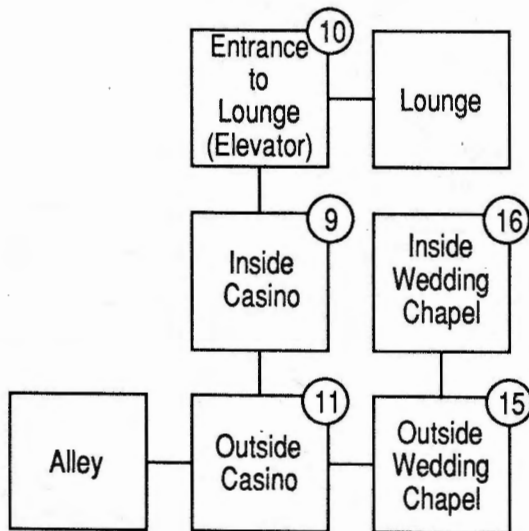 10
Entrance
to
Lounge
(Elevator)
Lounge
9
Inside
Casino
16
Inside
Wedding
Chapel
Alley
11
Outside
Casino
15
Outside
Wedding
Chapel